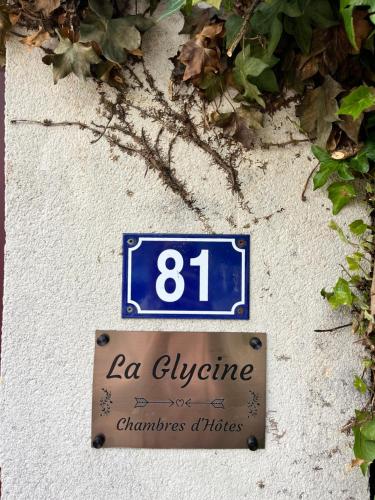 81
La Glycine
Chambres d'Hôtes